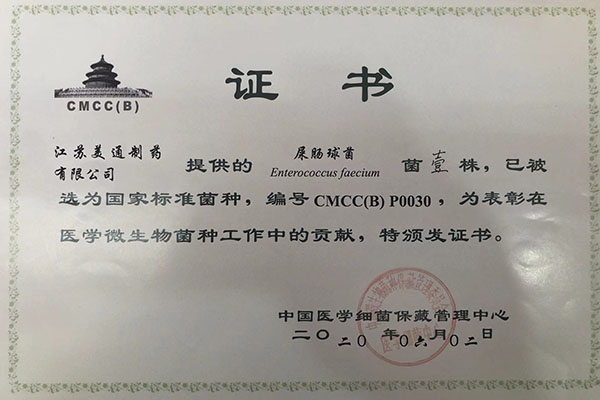 CMCC(B)
证书
江苏美通制药
有限公司
提供的
屎肠球菌
Enterococcus faecium
菌壹株，已被
选为国家标准菌种，编号 CMCC(B) P0030，为表彰在
医学微生物菌种工作中的贡献，特颁发证书。
中国医学细菌保藏管理中心
二〇二〇年〇六月〇二日